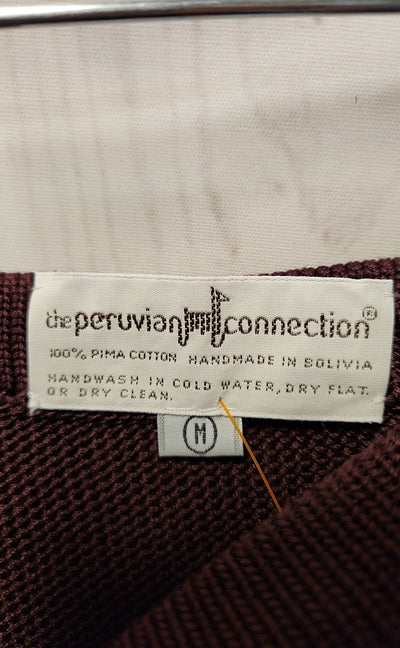 the peruvian connection®
100% PIMA COTTON HANDMADE IN BOLIVIA
HANDWASH IN COLD WATER, DRY FLAT.
OR DRY CLEAN.
M